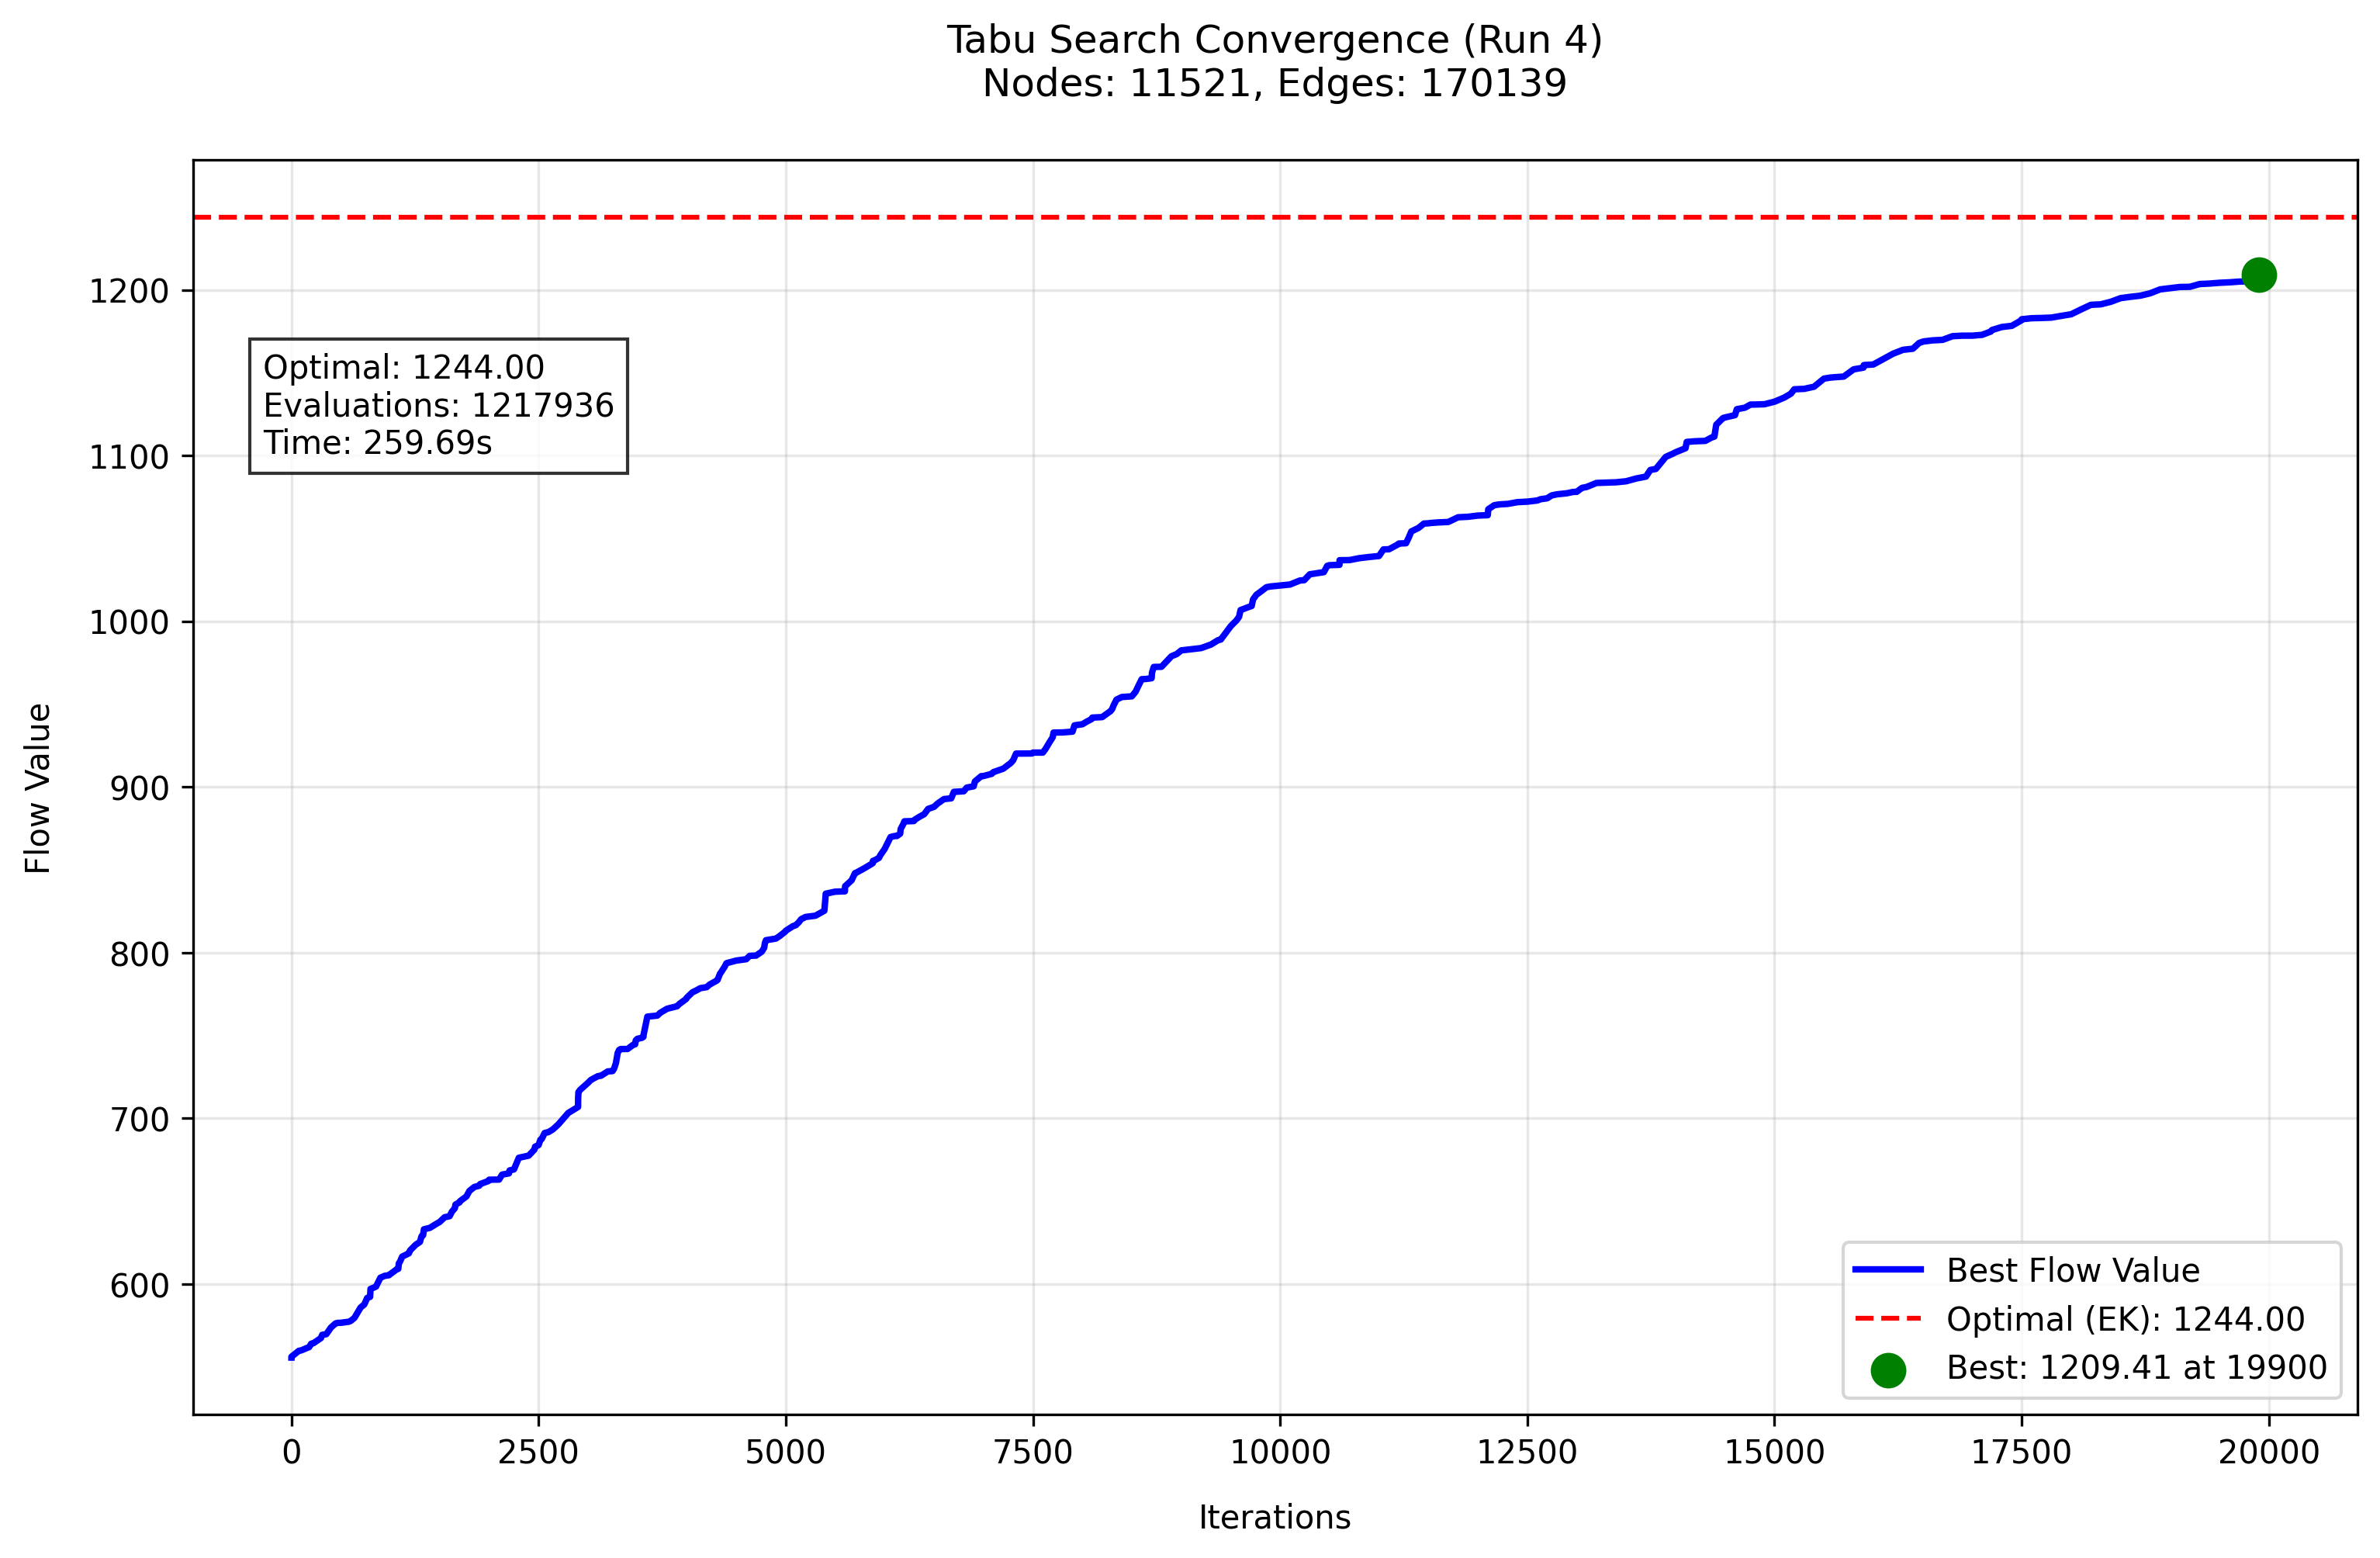 Tabu Search Convergence (Run 4)
Nodes: 11521, Edges: 170139
Flow Value
1200
1100
1000
900
800
700
600
Optimal: 1244.00
Evaluations: 1217936
Time: 259.69s
Best Flow Value
Optimal (EK): 1244.00
Best: 1209.41 at 19900
0 2500 5000 7500 10000 12500 15000 17500 20000
Iterations